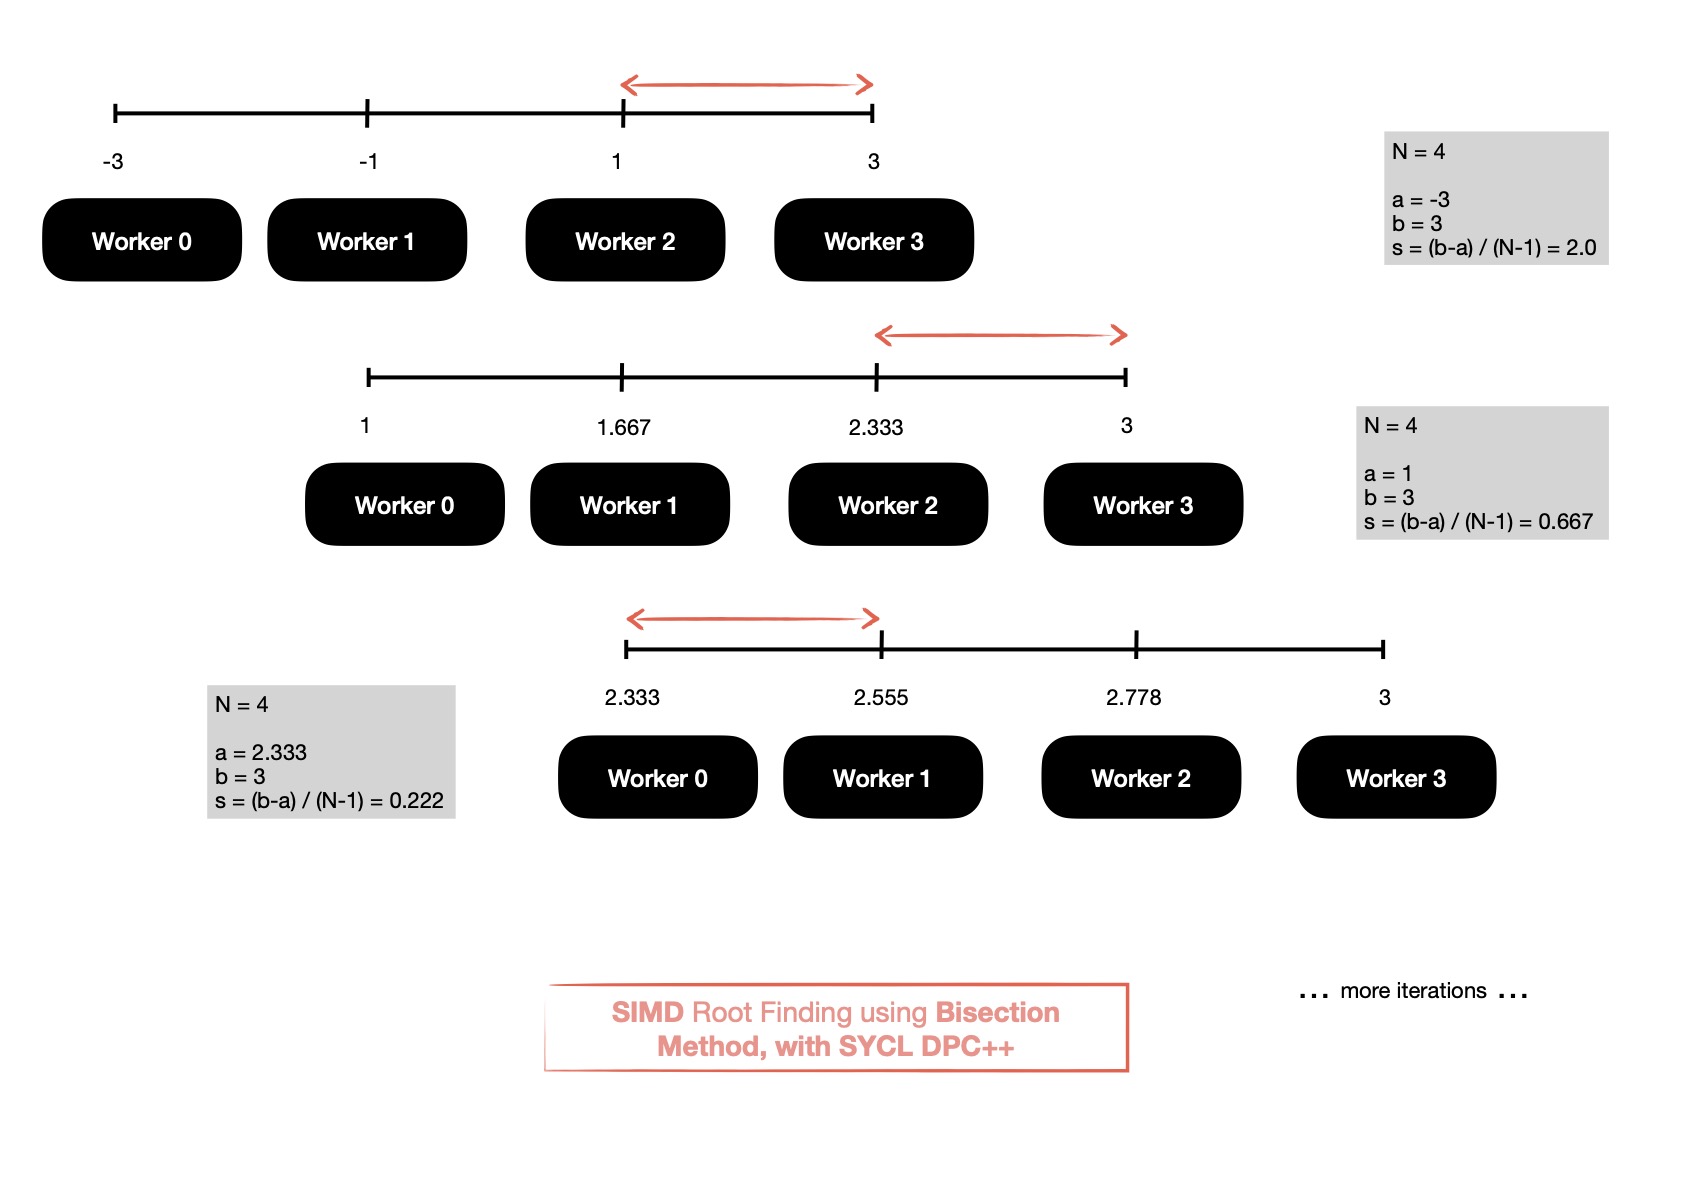 -3 -1 1 3
Worker 0 Worker 1 Worker 2 Worker 3
N = 4
a = -3
b = 3
s = (b-a) / (N-1) = 2.0
1 1.667 2.333 3
Worker 0 Worker 1 Worker 2 Worker 3
N = 4
a = 1
b = 3
s = (b-a) / (N-1) = 0.667
2.333 2.555 2.778 3
Worker 0 Worker 1 Worker 2 Worker 3
N = 4
a = 2.333
b = 3
s = (b-a) / (N-1) = 0.222
... more iterations ...
SIMD Root Finding using Bisection
Method, with SYCL DPC++